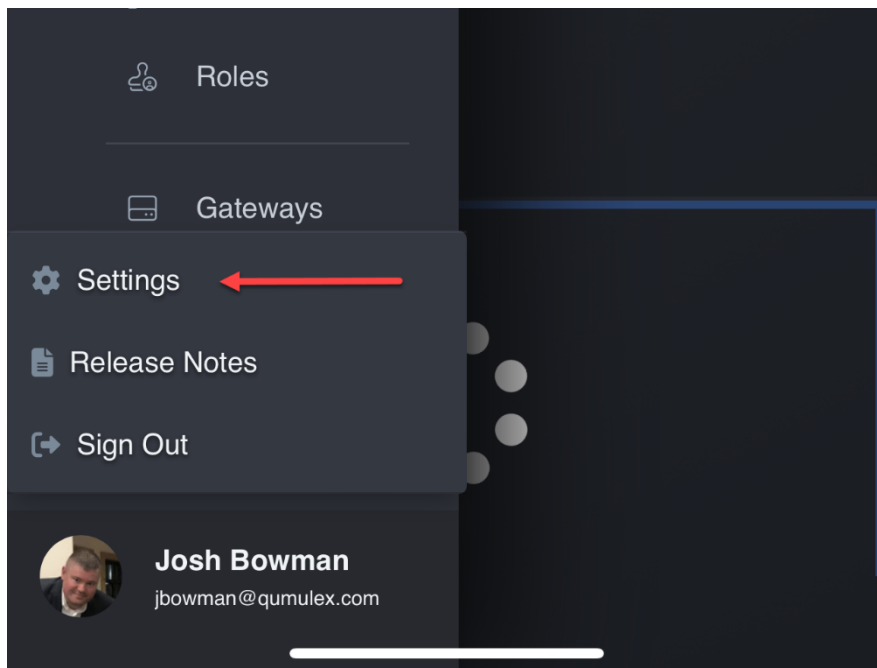 Roles
Gateways
Settings
Release Notes
Sign Out
Josh Bowman
jbowman@qumulex.com